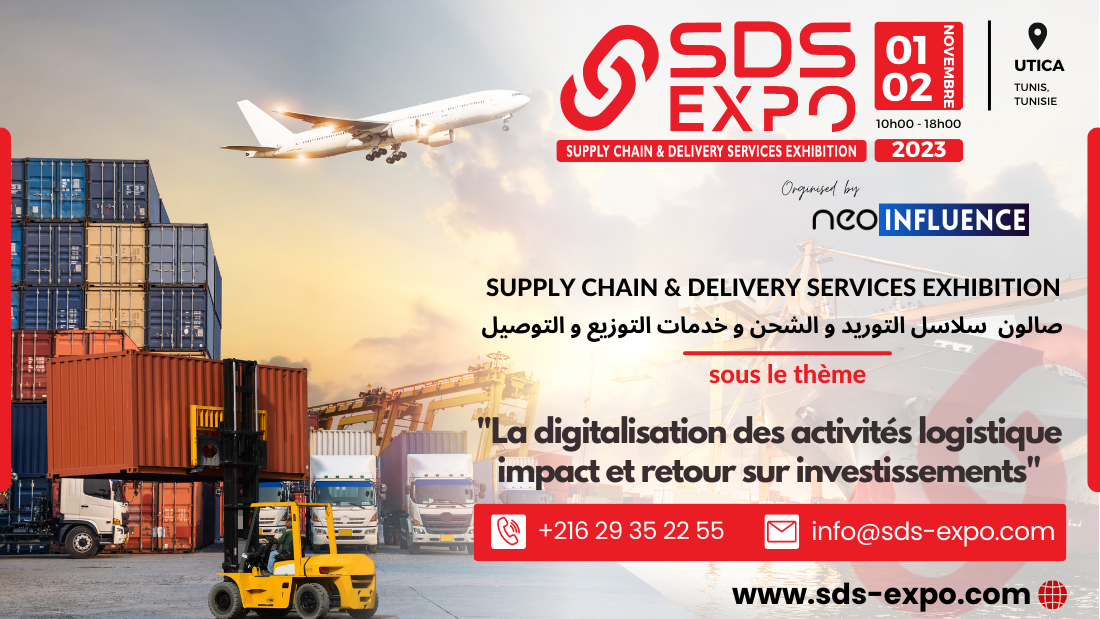 SDS
EXPO
SUPPLY CHAIN & DELIVERY SERVICES EXHIBITION
01
02
NOVEMBRE
10h00 - 18h00
2023
UTICA
TUNIS,
TUNISIE
Orginised by
neo INFLUENCE
SUPPLY CHAIN & DELIVERY SERVICES EXHIBITION
صالون سلاسل التوريد و الشحن و خدمات التوزيع و التوصيل
sous le thème
"La digitalisation des activités logistique
impact et retour sur investissements"
+216 29 35 22 55
info@sds-expo.com
www.sds-expo.com